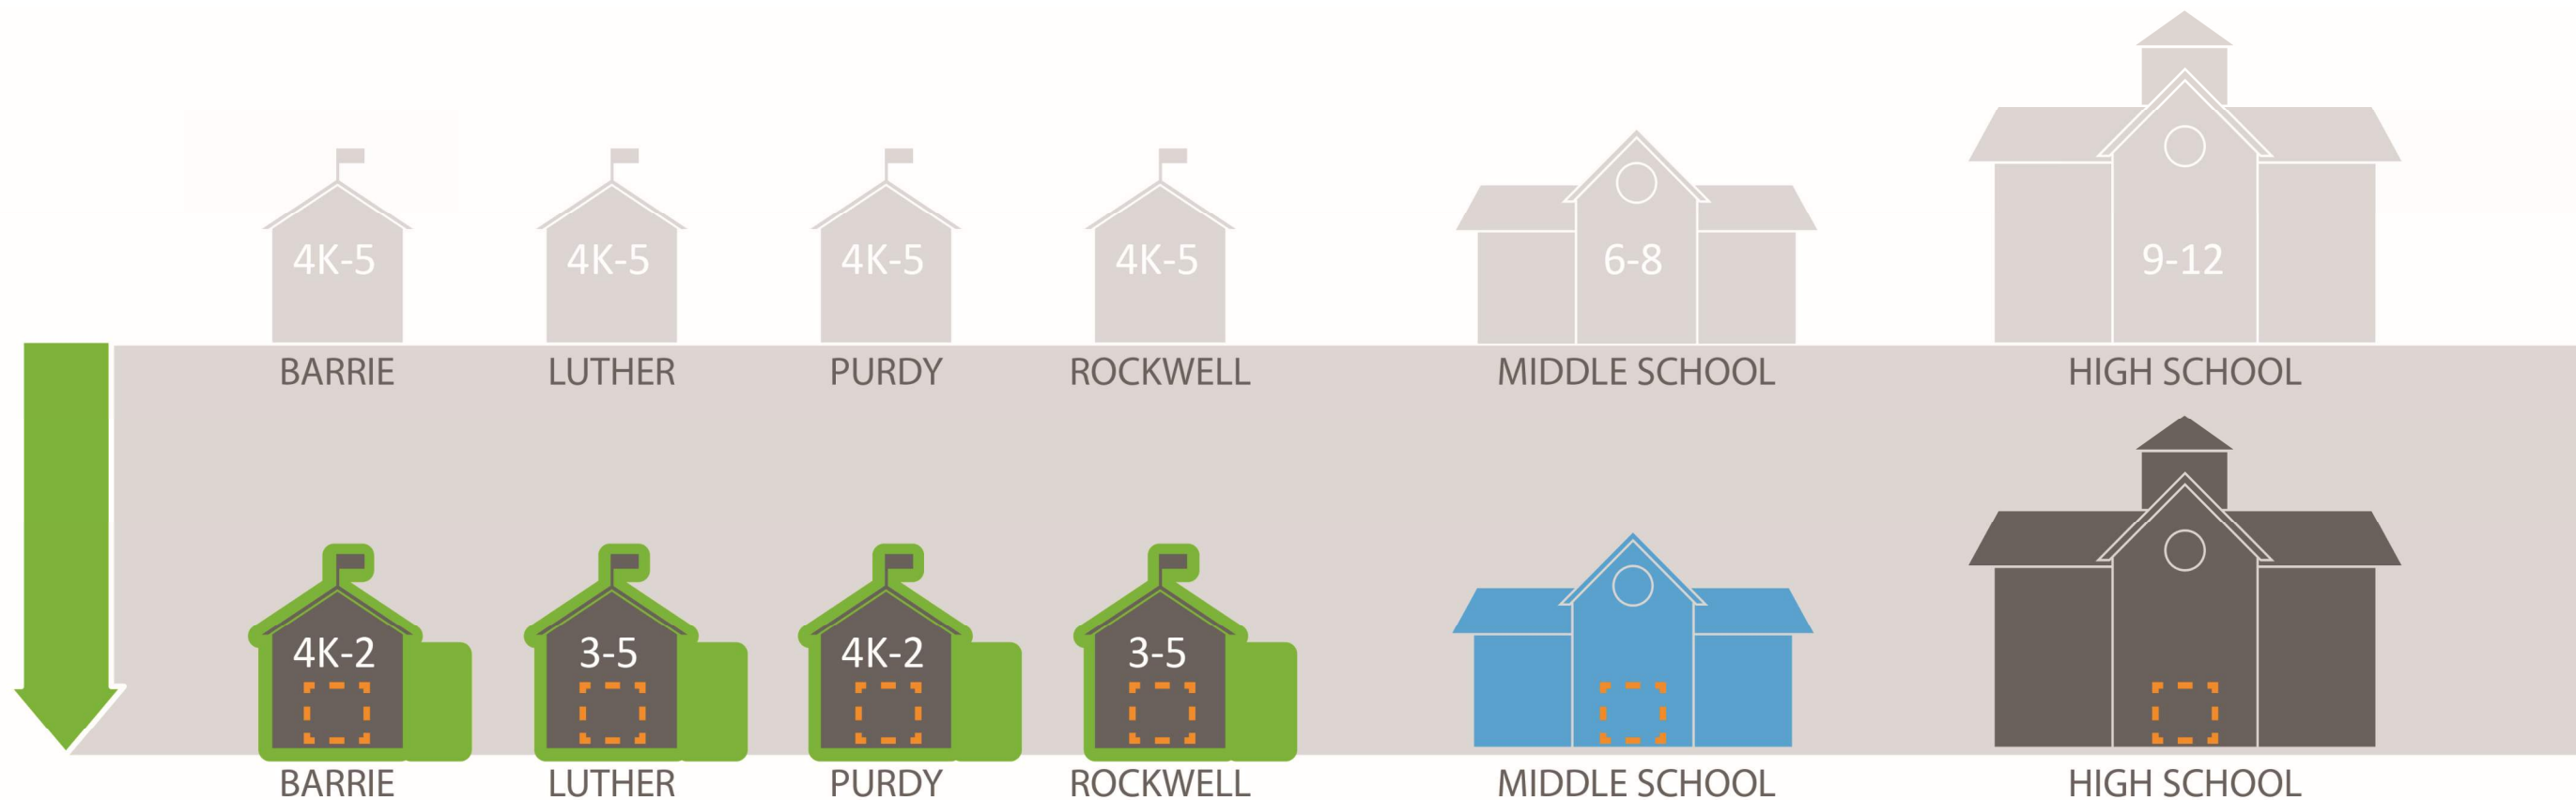 4K-5 4K-5 4K-5 4K-5 6-8 9-12
BARRIE LUTHER PURDY ROCKWELL MIDDLE SCHOOL HIGH SCHOOL
4K-2 3-5 4K-2 3-5
BARRIE LUTHER PURDY ROCKWELL MIDDLE SCHOOL HIGH SCHOOL